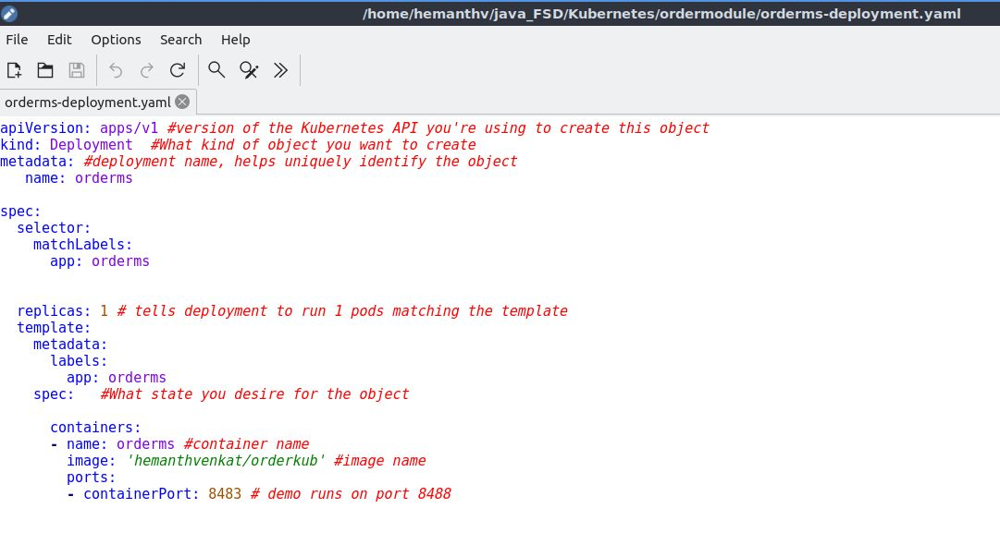 /home/hemanthv/java_FSD/Kubernetes/ordermodule/orderms-deployment.yaml
File Edit Options Search Help
orderms-deployment.yaml
apiVersion: apps/v1 #version of the Kubernetes API you're using to create this object
kind: Deployment  #What kind of object you want to create
metadata: #deployment name, helps uniquely identify the object
   name: orderms
spec:
  selector:
    matchLabels:
      app: orderms
  replicas: 1 # tells deployment to run 1 pods matching the template
  template:
    metadata:
      labels:
        app: orderms
    spec:   #What state you desire for the object
      containers:
      - name: orderms #container name
        image: 'hemanthvenkat/orderkub' #image name
        ports:
        - containerPort: 8483 # demo runs on port 8488